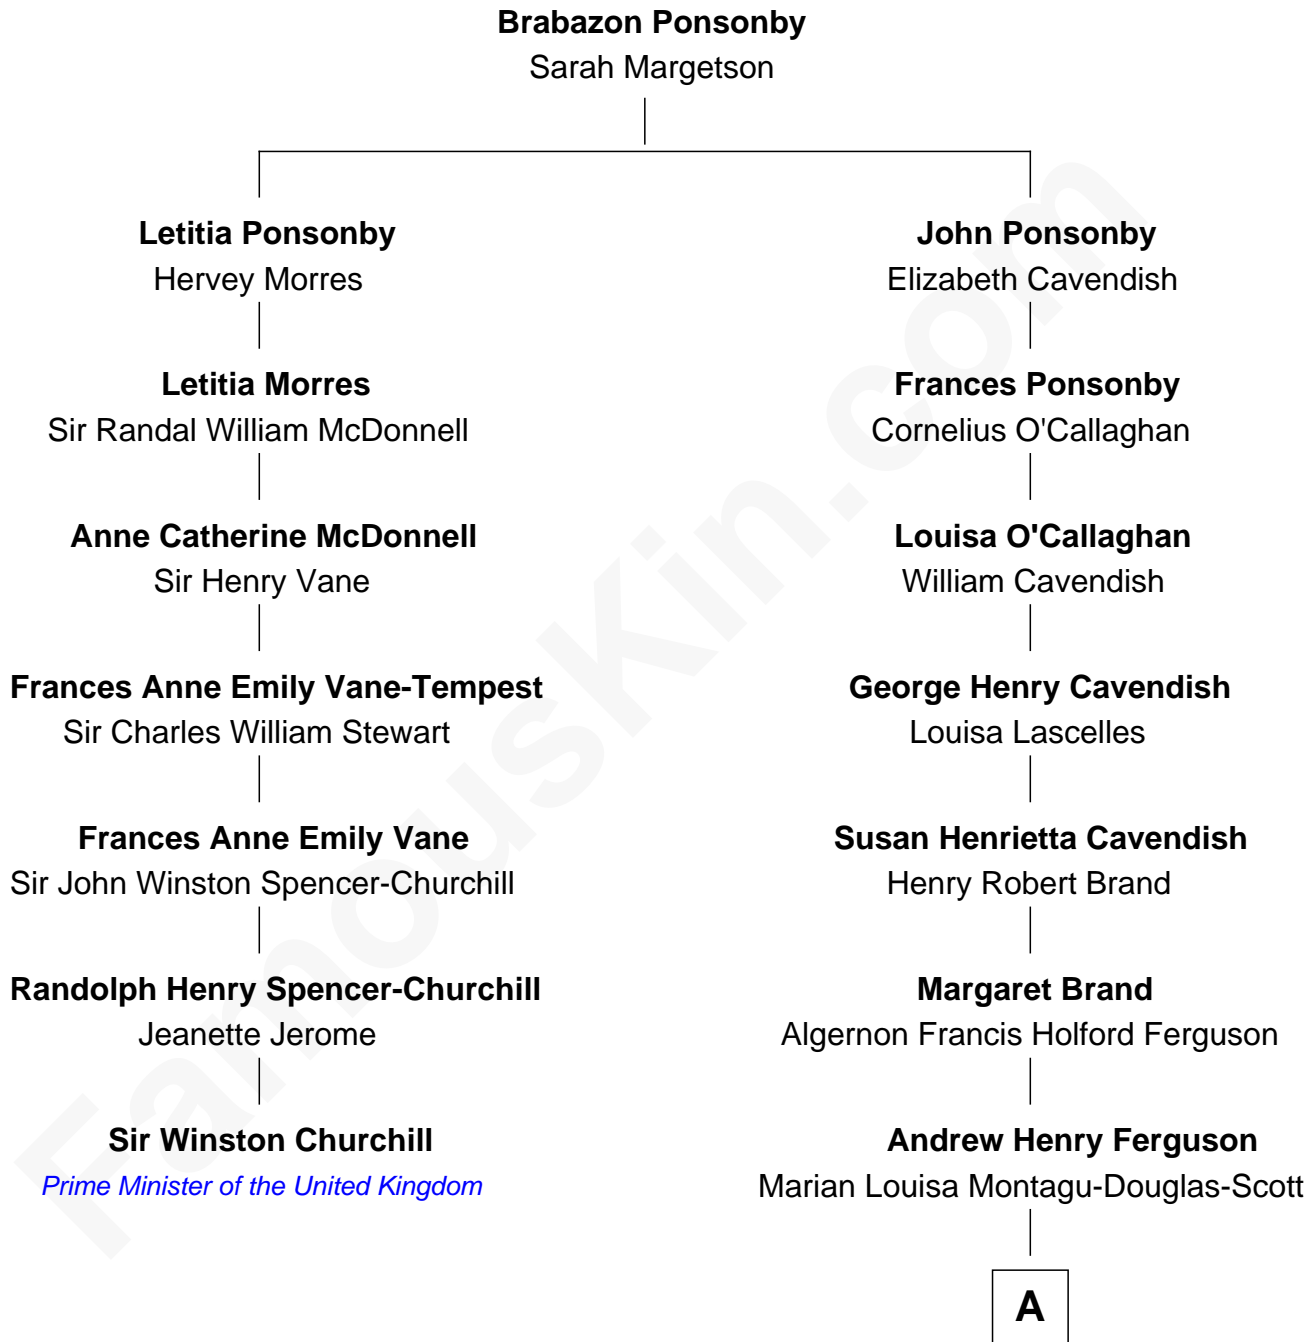 Brabazon Ponsonby
Sarah Margetson
Letitia Ponsonby
Hervey Morres
John Ponsonby
Elizabeth Cavendish
Letitia Morres
Sir Randal William McDonnell
Frances Ponsonby
Cornelius O'Callaghan
Anne Catherine McDonnell
Sir Henry Vane
Louisa O'Callaghan
William Cavendish
Frances Anne Emily Vane-Tempest
Sir Charles William Stewart
George Henry Cavendish
Louisa Lascelles
Frances Anne Emily Vane
Sir John Winston Spencer-Churchill
Susan Henrietta Cavendish
Henry Robert Brand
Randolph Henry Spencer-Churchill
Jeanette Jerome
Margaret Brand
Algernon Francis Holford Ferguson
Sir Winston Churchill
Prime Minister of the United Kingdom
Andrew Henry Ferguson
Marian Louisa Montagu-Douglas-Scott
A
FamousKin.com